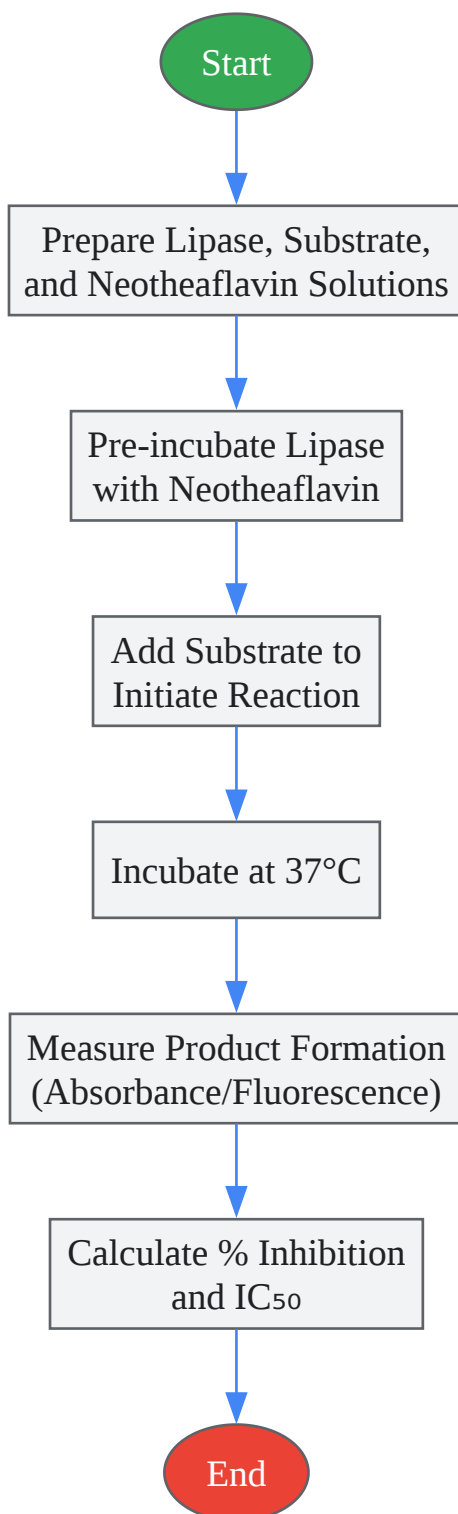 Start
Prepare Lipase, Substrate,
and Neotheaflavin Solutions
Pre-incubate Lipase
with Neotheaflavin
Add Substrate to
Initiate Reaction
Incubate at 37°C
Measure Product Formation
(Absorbance/Fluorescence)
Calculate % Inhibition
and IC₅₀
End